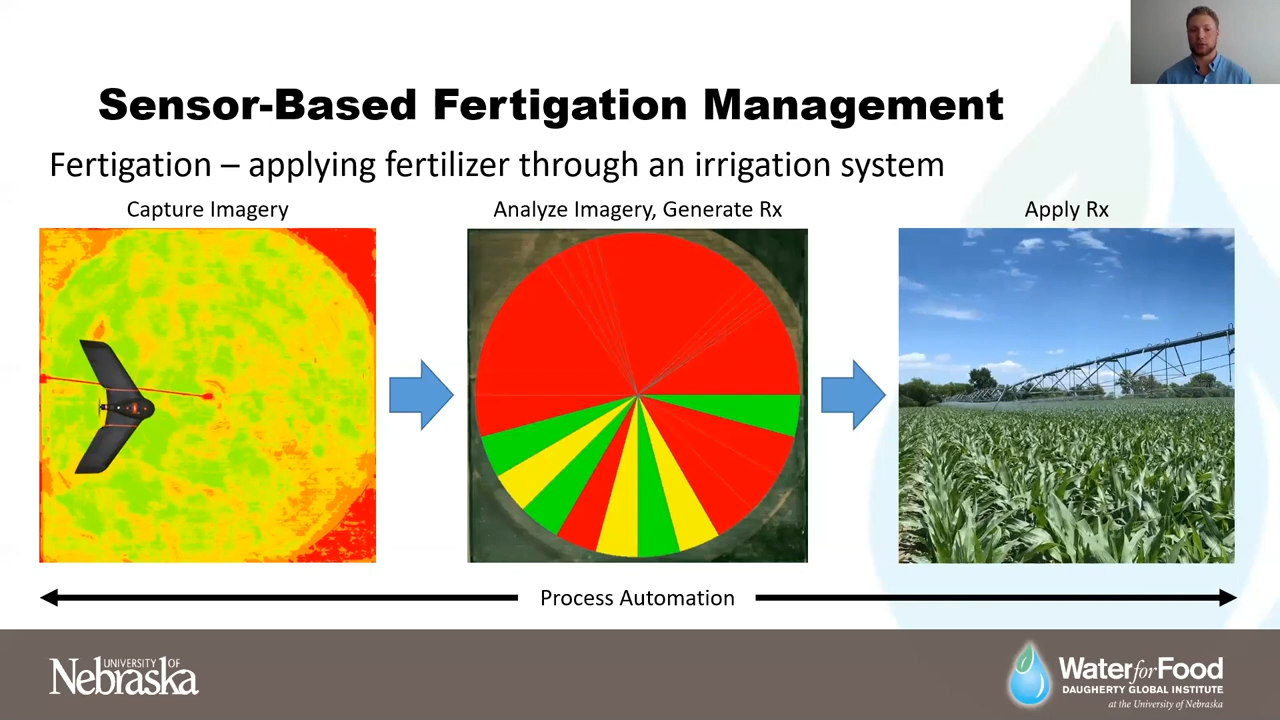 Sensor-Based Fertigation Management
Fertigation – applying fertilizer through an irrigation system
Capture Imagery
Analyze Imagery, Generate Rx
Apply Rx
Process Automation
UNIVERSITY OF
Nebraska
Water for Food
DAUGHERTY GLOBAL INSTITUTE
at the University of Nebraska